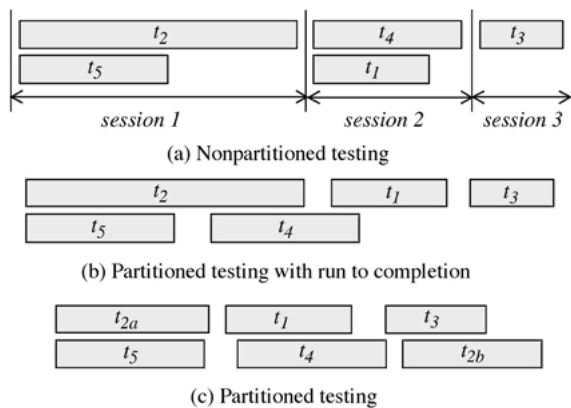 t2 t4 t3
t5 t1
session 1 session 2 session 3
(a) Nonpartitioned testing
t2 t1 t3
t5 t4
(b) Partitioned testing with run to completion
t2a t1 t3
t5 t4 t2b
(c) Partitioned testing